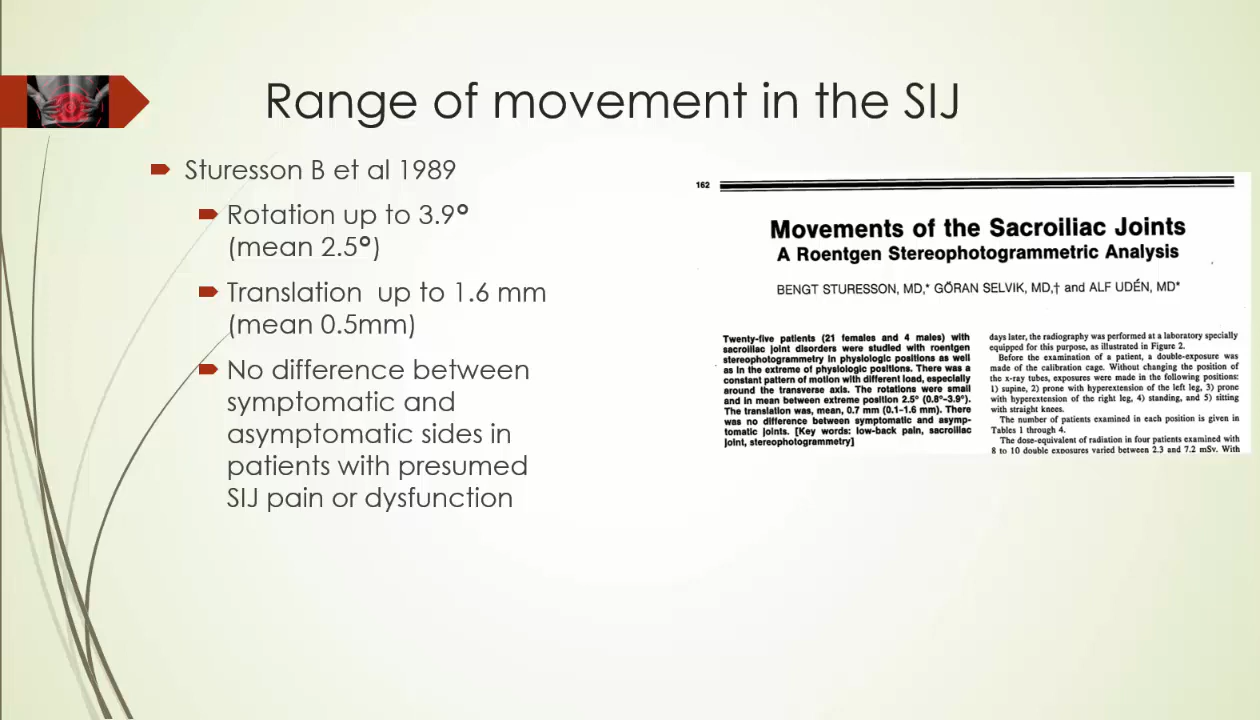 Range of movement in the SIJ
Sturesson B et al 1989
Rotation up to 3.9°
(mean 2.5°)
Translation up to 1.6 mm
(mean 0.5mm)
No difference between
symptomatic and
asymptomatic sides in
patients with presumed
SIJ pain or dysfunction
162
Movements of the Sacroiliac Joints
A Roentgen Stereophotogrammetric Analysis
BENGT STURESSON, MD,* GÖRAN SELVIK, MD,† and ALF UDÉN, MD*
Twenty-five patients (21 females and 4 males) with
sacroiliac joint disorders were studied with roentgen
stereophotogrammetry in physiologic positions as well
as in the extreme of physiologic positions. There was a
constant pattern of motion with different load, especially
around the transverse axis. The rotations were small
and in mean between extreme position 2.5° (0.8°–3.9°).
The translation was, mean, 0.7 mm (0.1–1.6 mm). There
was no difference between symptomatic and asymp-
tomatic joints. [Key words: low-back pain, sacroiliac
joint, stereophotogrammetry]
days later, the radiography was performed at a laboratory specially
equipped for this purpose, as illustrated in Figure 2.
Before the examination of a patient, a double-exposure was
made of the calibration cage. Without changing the position of
the x-ray tubes, exposures were made in the following positions:
1) supine, 2) prone with hyperextension of the left leg, 3) prone
with hyperextension of the right leg, 4) standing, and 5) sitting
with straight knees.
The number of patients examined in each position is given in
Tables 1 through 4.
The dose-equivalent of radiation in four patients examined with
8 to 10 double exposures varied between 2.3 and 7.2 mSv. With